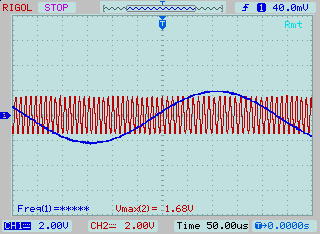 RIGOL STOP T f 1 40.0mV
T
Rmt
1
Freq(1)=***** Vmax(2)= 1.68V
CH1 2.00V CH2 2.00V Time 50.00us T→0.0000s